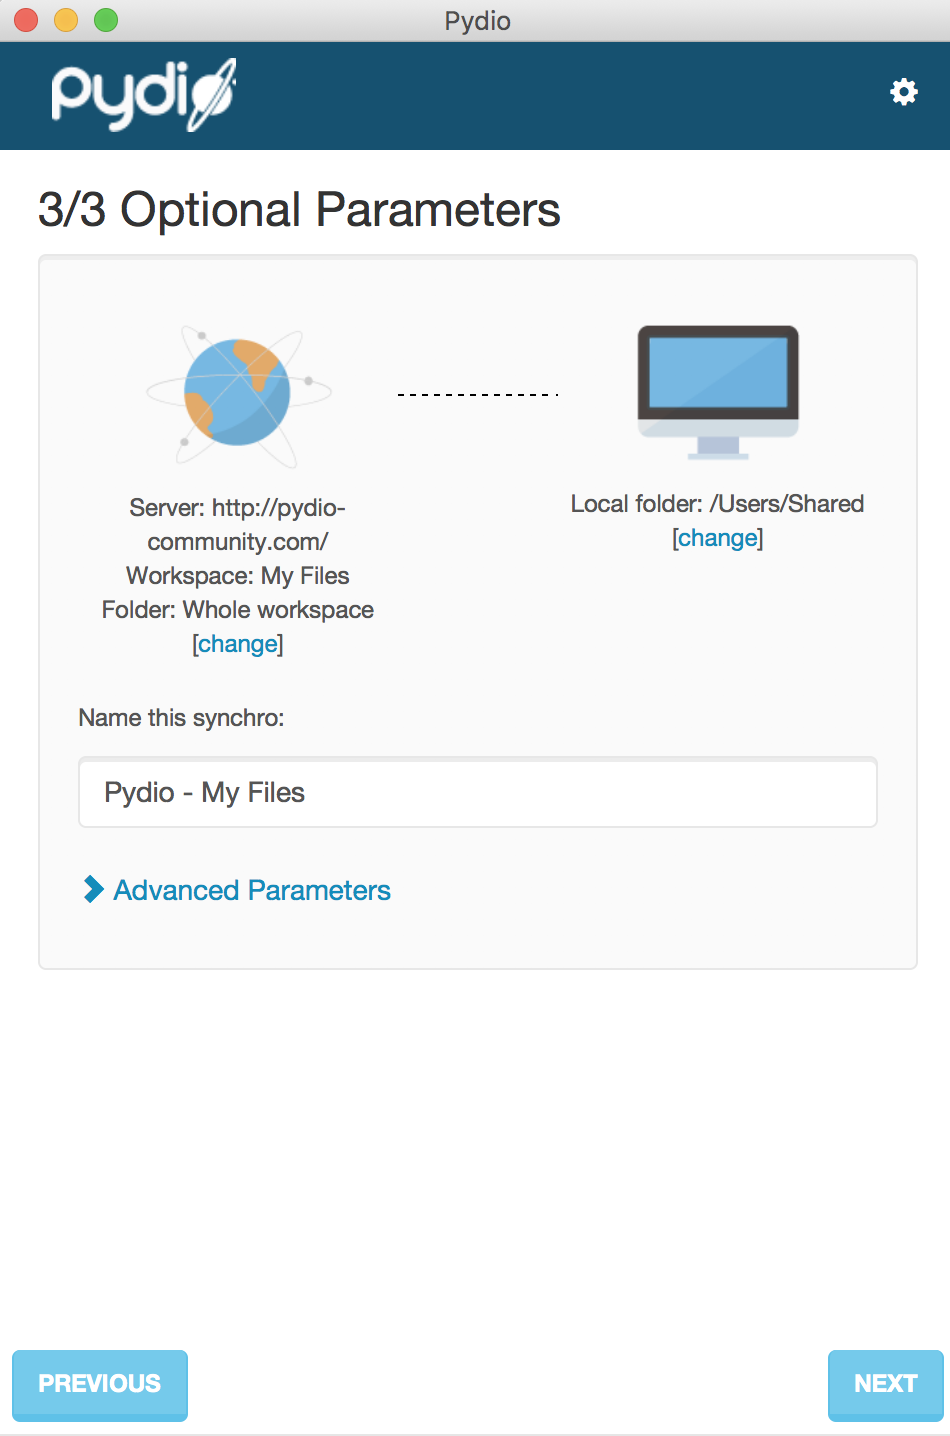 Pydio
pydio
3/3 Optional Parameters
Server: http://pydio-
community.com/
Workspace: My Files
Folder: Whole workspace
[change]
Local folder: /Users/Shared
[change]
Name this synchro:
Pydio - My Files
Advanced Parameters
PREVIOUS
NEXT